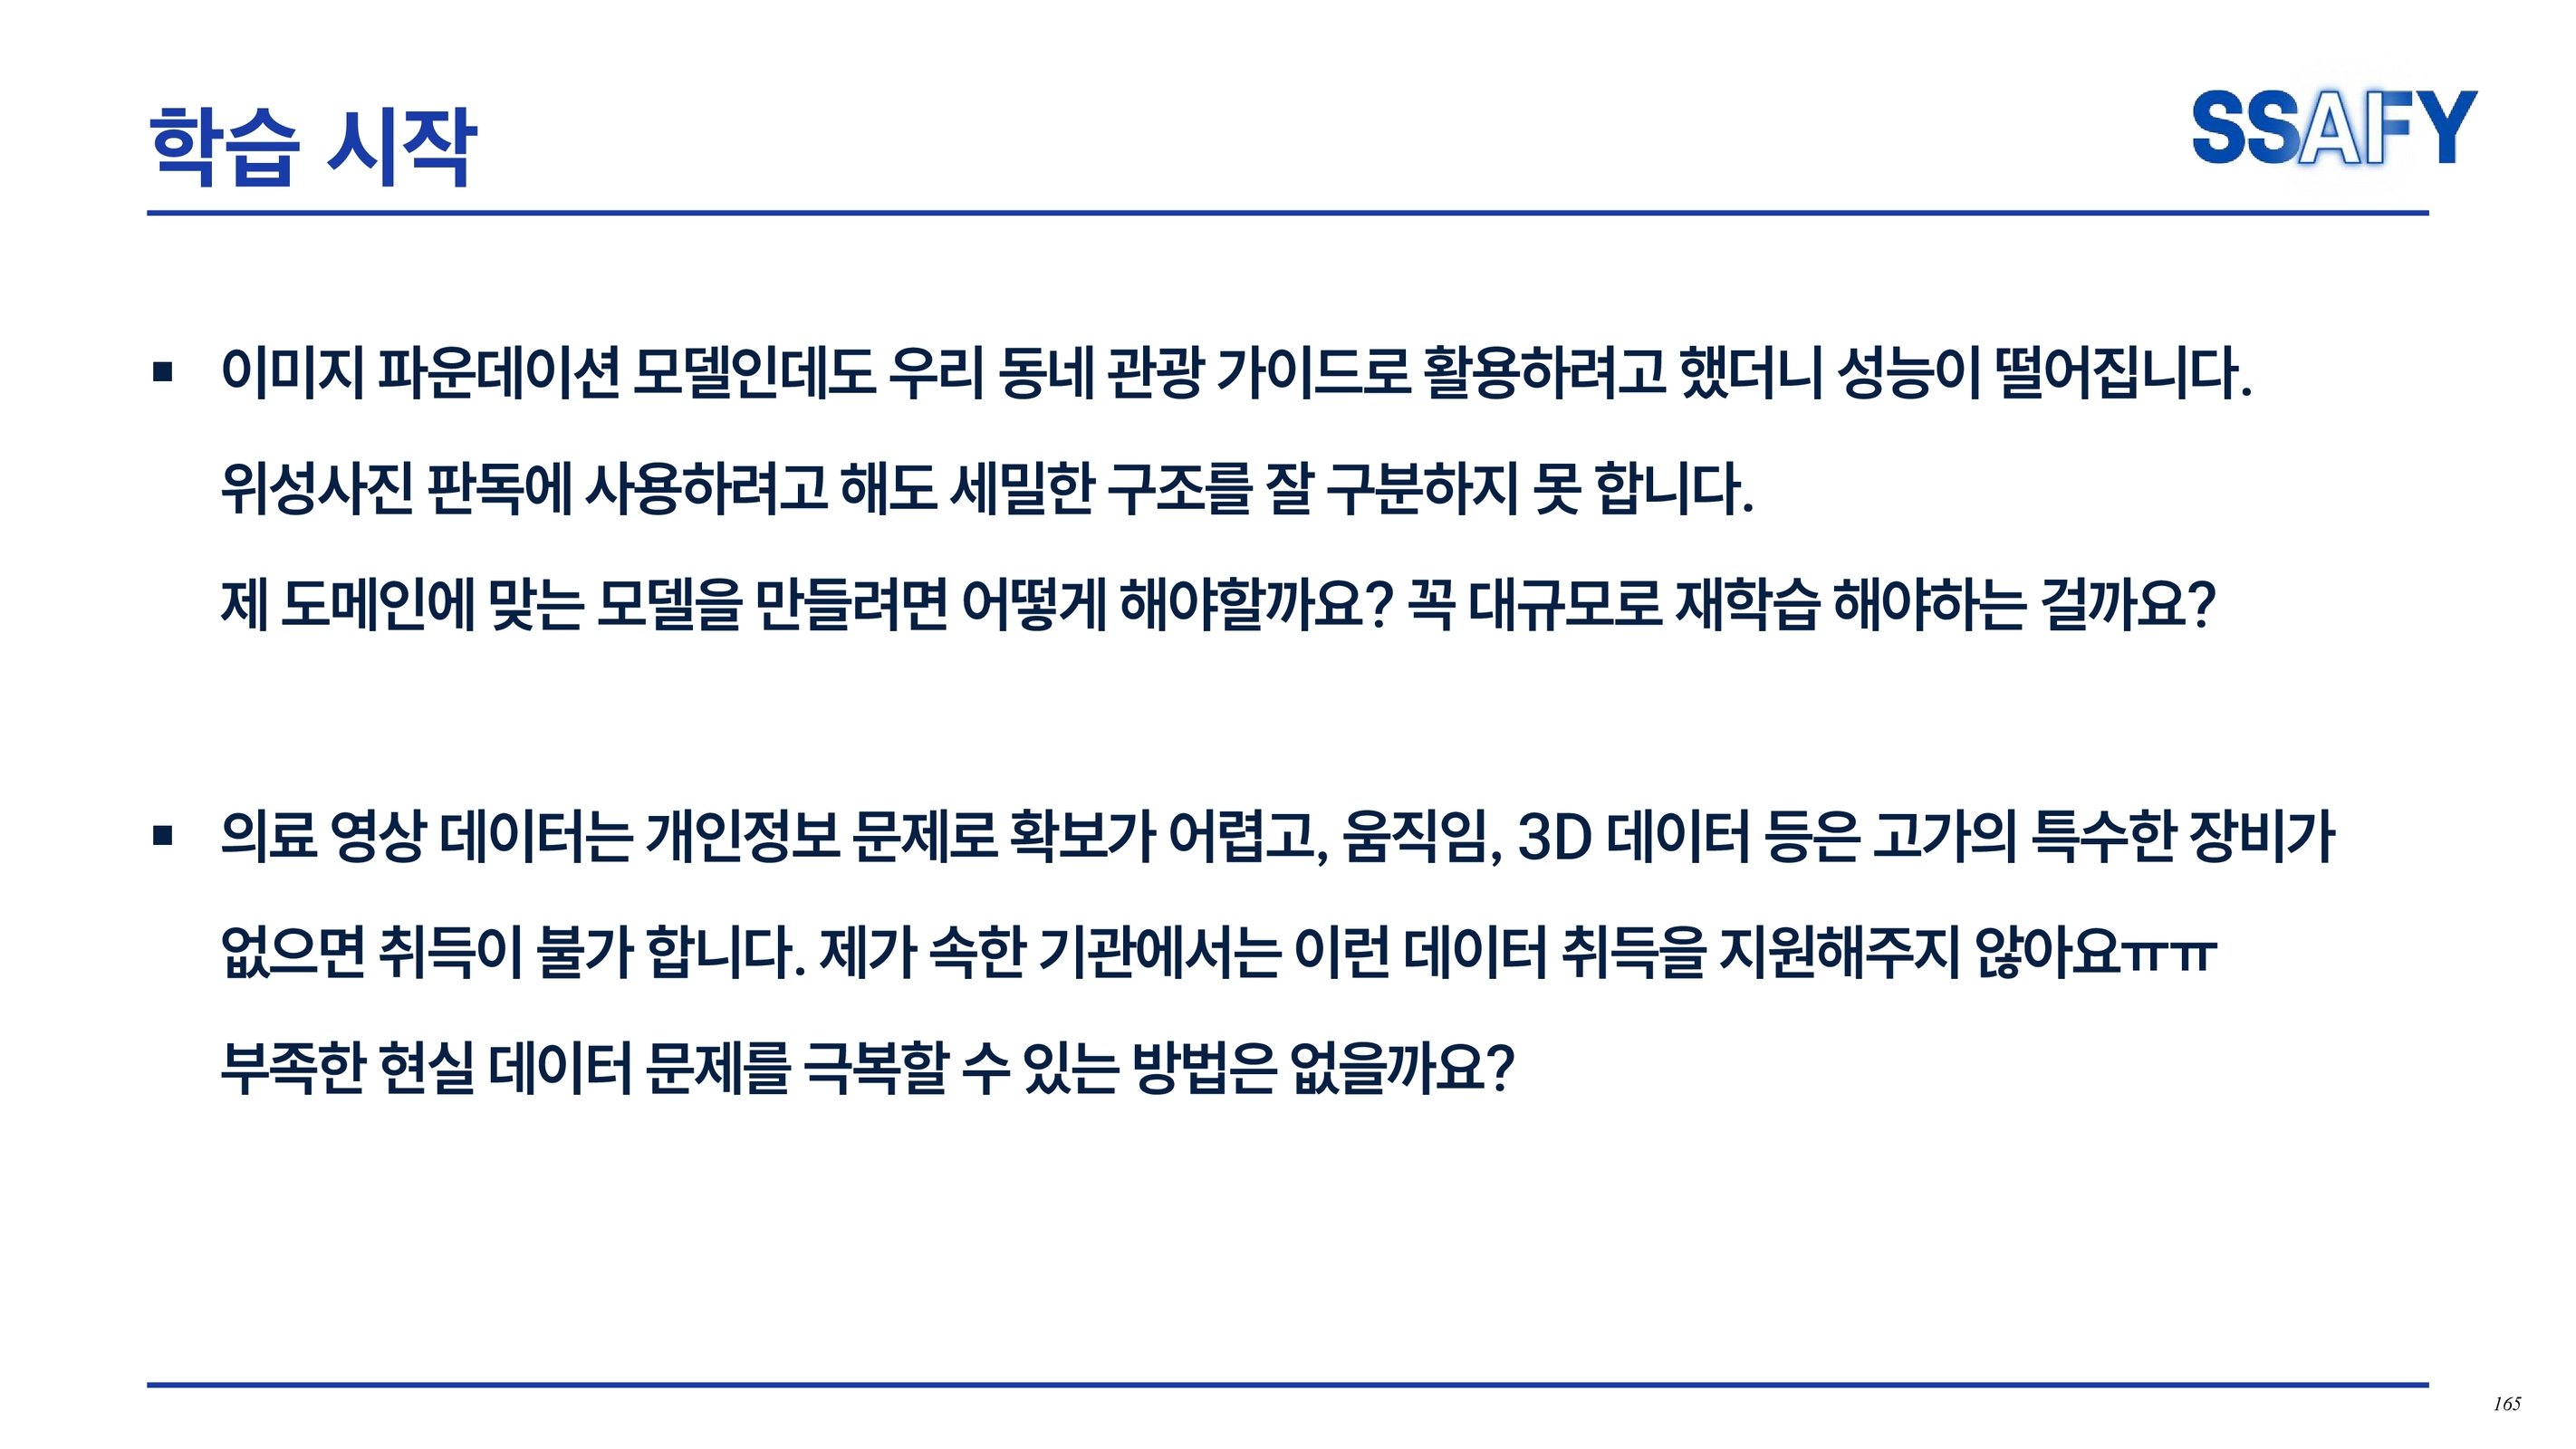 학습 시작
SSAFY
▪ 이미지 파운데이션 모델인데도 우리 동네 관광 가이드로 활용하려고 했더니 성능이 떨어집니다.
위성사진 판독에 사용하려고 해도 세밀한 구조를 잘 구분하지 못 합니다.
제 도메인에 맞는 모델을 만들려면 어떻게 해야할까요? 꼭 대규모로 재학습 해야하는 걸까요?
▪ 의료 영상 데이터는 개인정보 문제로 확보가 어렵고, 움직임, 3D 데이터 등은 고가의 특수한 장비가
없으면 취득이 불가 합니다. 제가 속한 기관에서는 이런 데이터 취득을 지원해주지 않아요ㅠㅠ
부족한 현실 데이터 문제를 극복할 수 있는 방법은 없을까요?
165